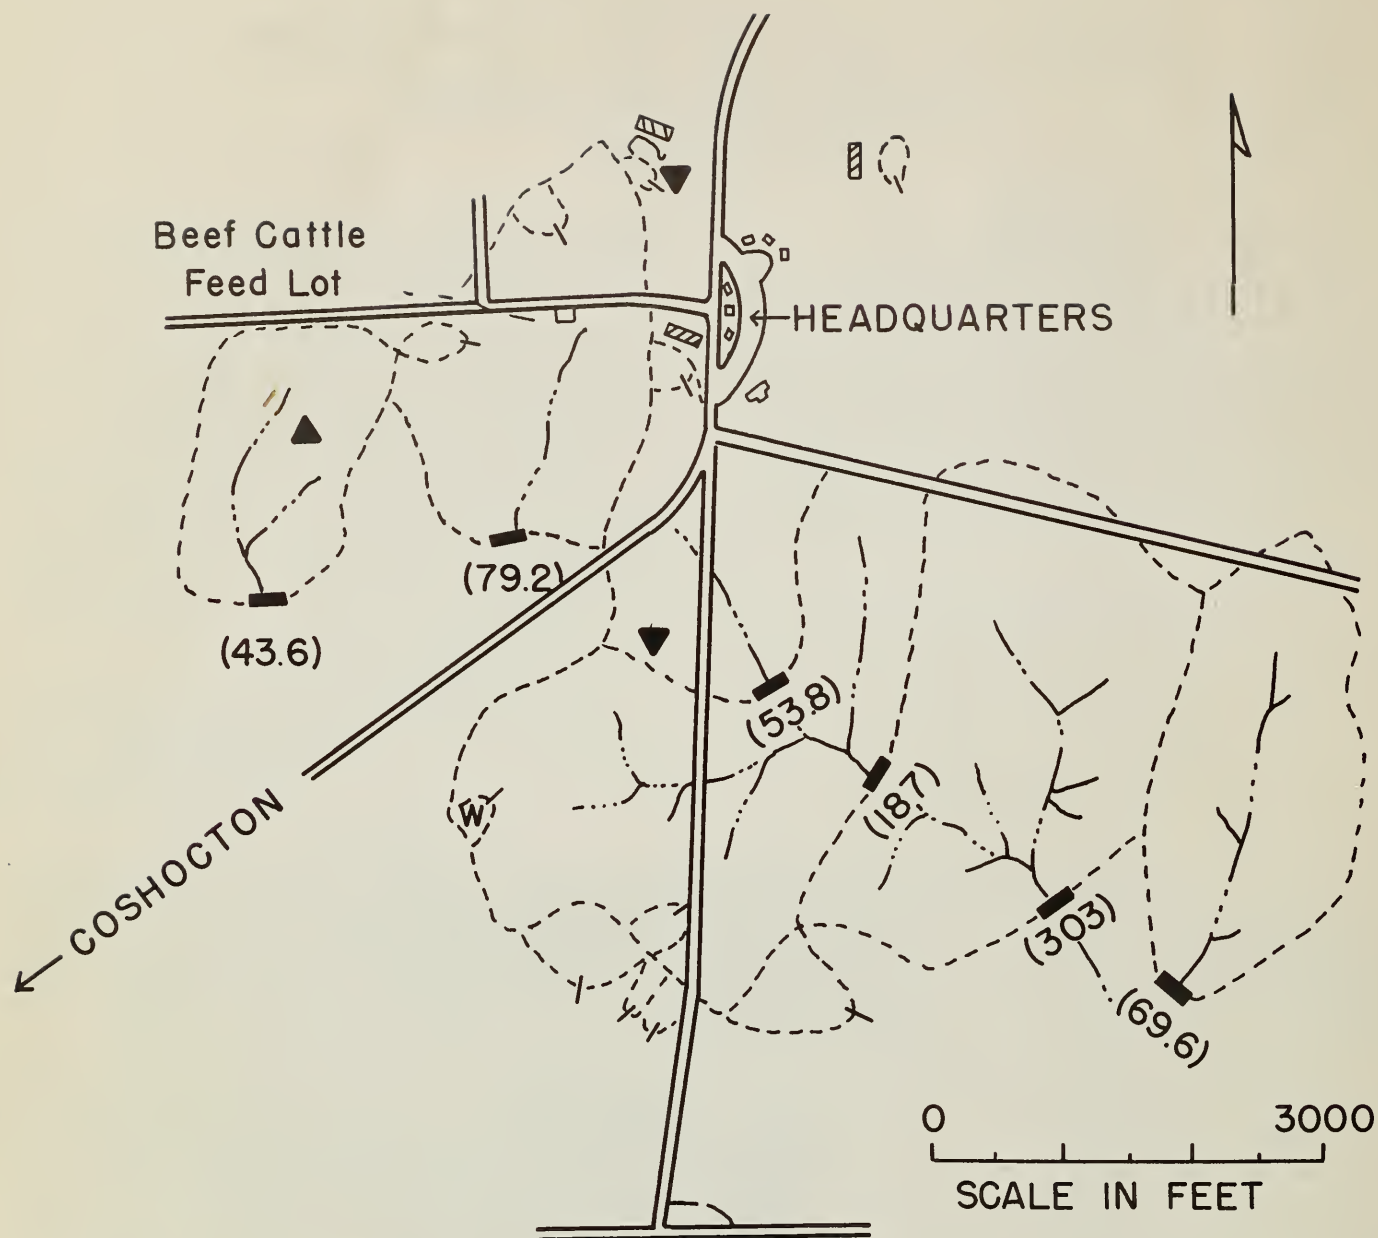 Beef Cattle
Feed Lot
HEADQUARTERS
(79.2)
(43.6)
(53.8)
(187)
W
COSHOCTON
(303)
(69.6)
0 3000
SCALE IN FEET